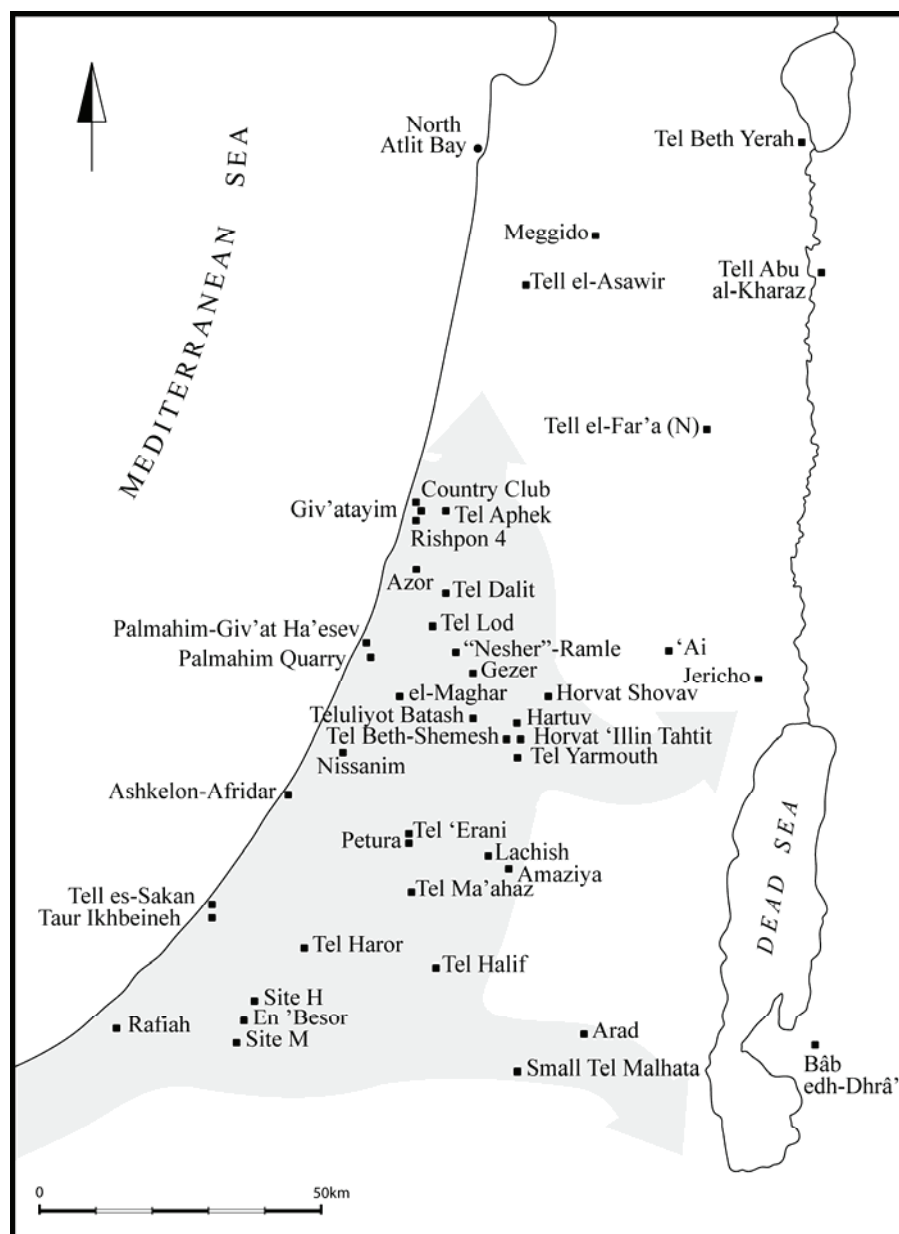 MEDITERRANEAN SEA
North
Atlit Bay
Tel Beth Yerah
Meggido
Tell el-Asawir
Tell Abu
al-Kharaz
Tell el-Far'a (N)
Country Club
Giv'atayim
Tel Aphek
Rishpon 4
Azor
Tel Dalit
Tel Lod
Palmahim-Giv'at Ha'esev
Palmahim Quarry
"Nesher"-Ramle
'Ai
Gezer
Jericho
el-Maghar
Horvat Shovav
Teluliyot Batash
Hartuv
Tel Beth-Shemesh
Horvat 'Illin Tahtit
Nissanim
Tel Yarmouth
Ashkelon-Afridar
Tel 'Erani
Petura
Lachish
Amaziya
Tel Ma'ahaz
DEAD SEA
Tell es-Sakan
Taur Ikhbeineh
Tel Haror
Tel Halif
Site H
En 'Besor
Rafiah
Site M
Arad
Small Tel Malhata
Bâb
edh-Dhrâ'
0
50km